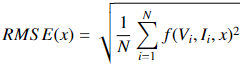 RMSE(x) = √(1/N ∑_{i=1}^{N} f(V_i, I_i, x)²)